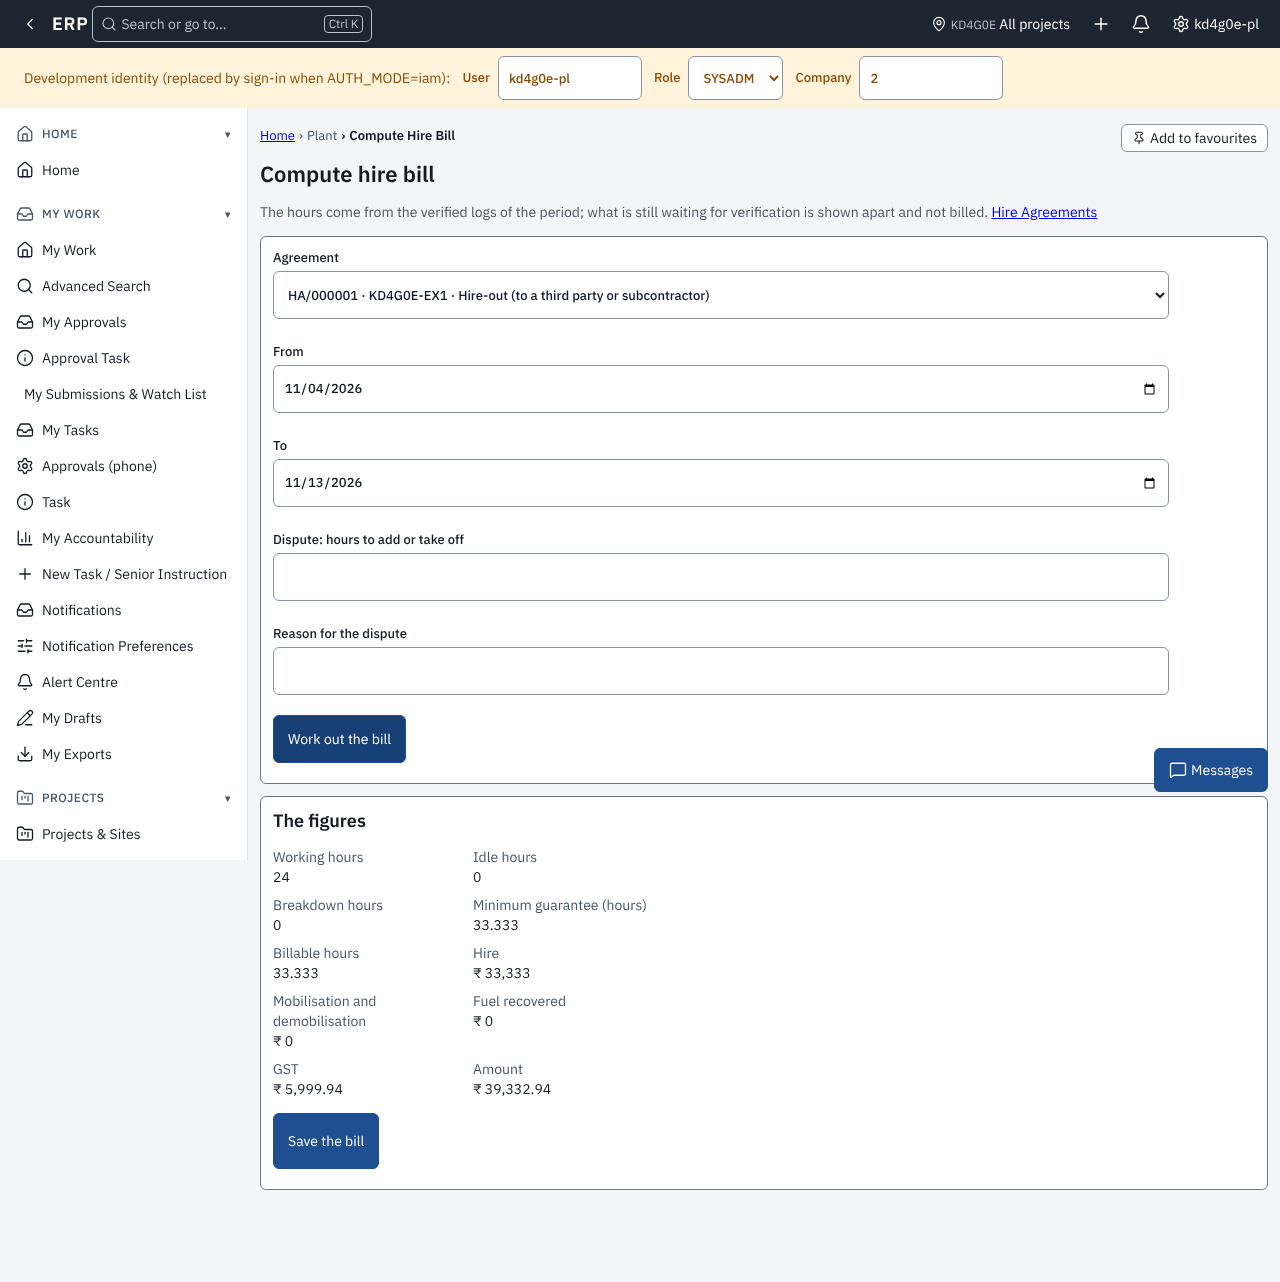 ERP
Search or go to...
Ctrl K
KD4G0E All projects
kd4g0e-pl
Development identity (replaced by sign-in when AUTH_MODE=iam):
User
kd4g0e-pl
Role
SYSADM
Company
2
HOME
Home
MY WORK
My Work
Advanced Search
My Approvals
Approval Task
My Submissions & Watch List
My Tasks
Approvals (phone)
Task
My Accountability
New Task / Senior Instruction
Notifications
Notification Preferences
Alert Centre
My Drafts
My Exports
PROJECTS
Projects & Sites
Home › Plant › Compute Hire Bill
Add to favourites
Compute hire bill
The hours come from the verified logs of the period; what is still waiting for verification is shown apart and not billed. Hire Agreements
Agreement
HA/000001 · KD4G0E-EX1 · Hire-out (to a third party or subcontractor)
From
11/04/2026
To
11/13/2026
Dispute: hours to add or take off
Reason for the dispute
Work out the bill
Messages
The figures
Working hours
24
Idle hours
0
Breakdown hours
0
Minimum guarantee (hours)
33.333
Billable hours
33.333
Hire
₹ 33,333
Mobilisation and
demobilisation
₹ 0
Fuel recovered
₹ 0
GST
₹ 5,999.94
Amount
₹ 39,332.94
Save the bill